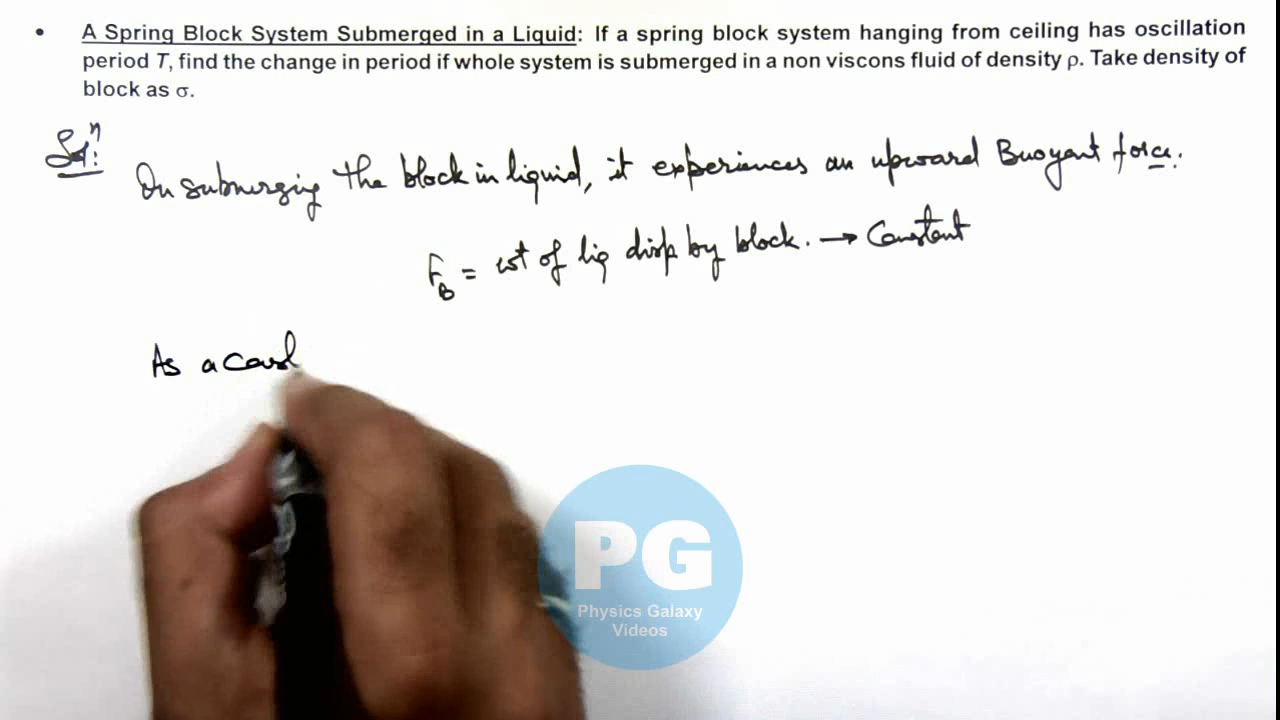 • A Spring Block System Submerged in a Liquid: If a spring block system hanging from ceiling has oscillation
period T, find the change in period if whole system is submerged in a non viscons fluid of density ρ. Take density of
block as σ.
Solⁿ:
On submerging the block in liquid, it experiences an upward Buoyant force.
F_B = wt of liq disp by block. → Constant
As a
PG
Physics Galaxy
Videos